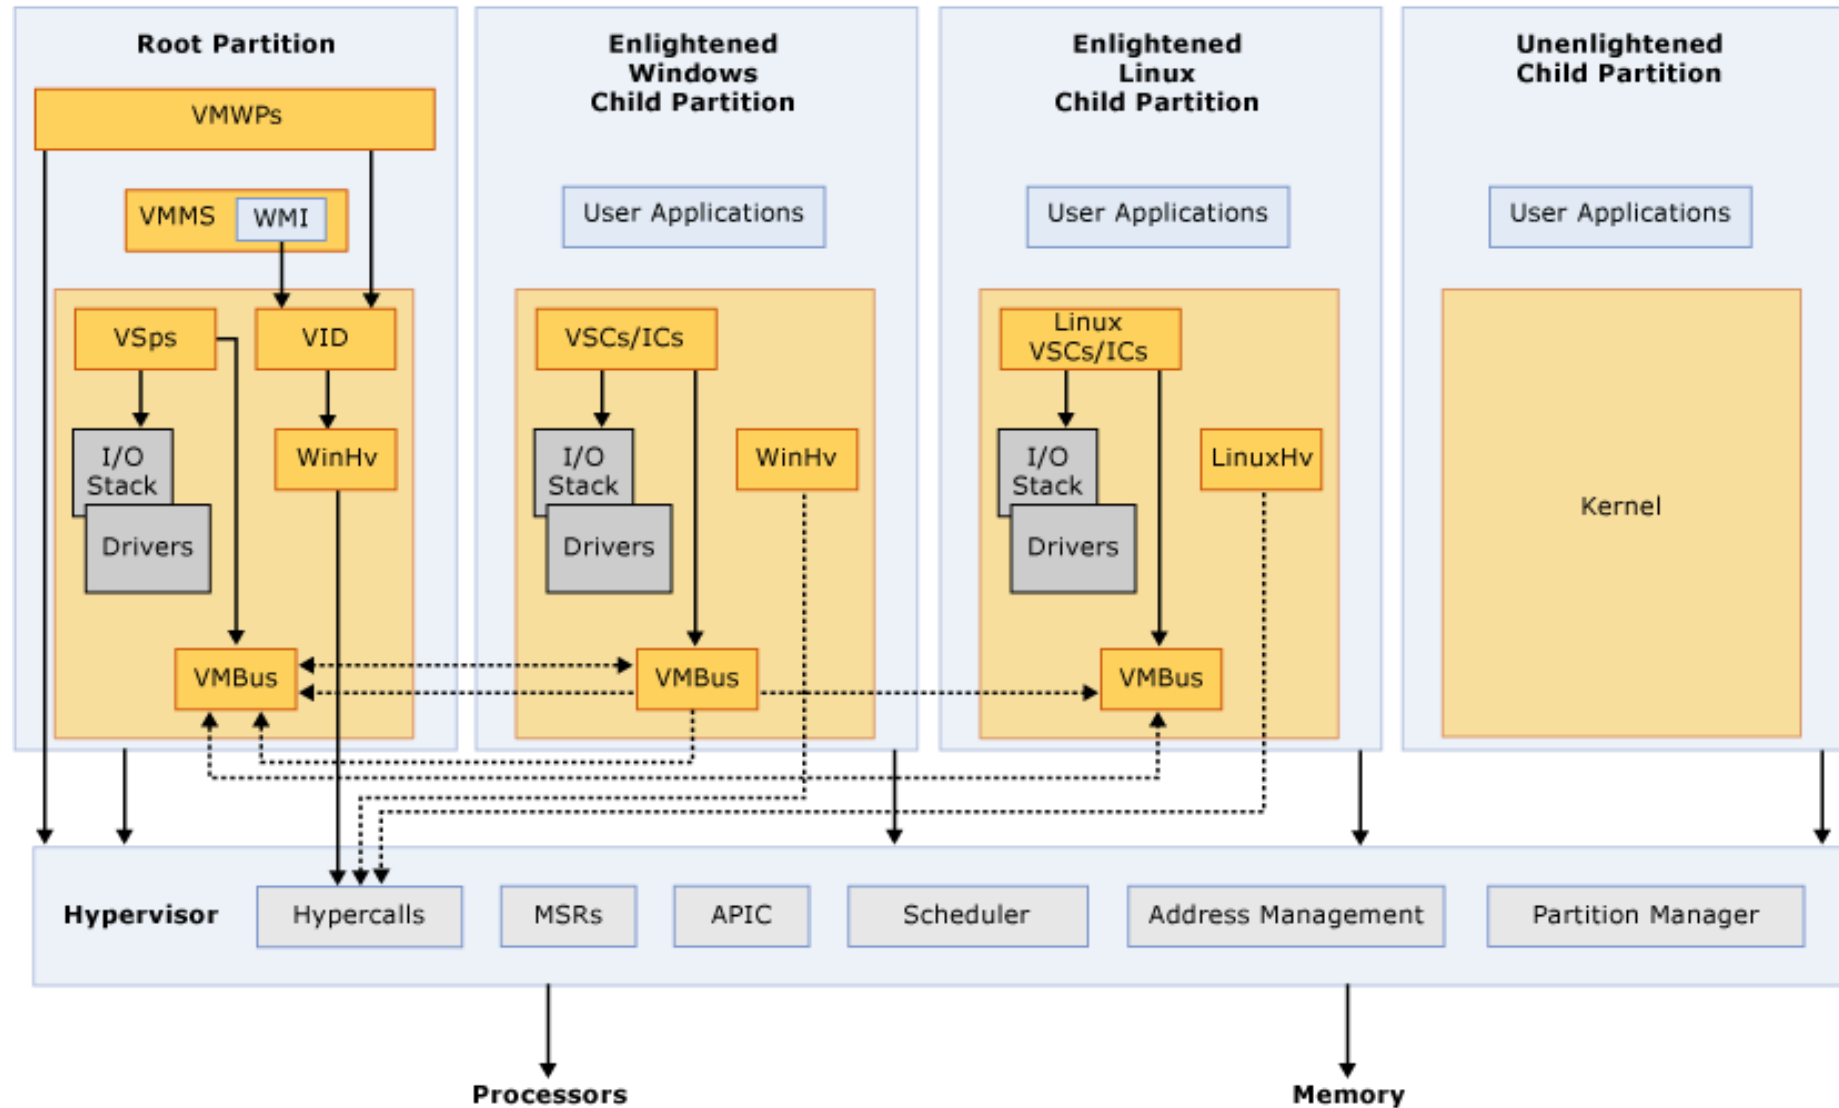 Root Partition
VMWPs
VMMS
WMI
VSps
VID
I/O
Stack
WinHv
Drivers
VMBus
Enlightened
Windows
Child Partition
User Applications
VSCs/ICs
I/O
Stack
WinHv
Drivers
VMBus
Enlightened
Linux
Child Partition
User Applications
Linux
VSCs/ICs
I/O
Stack
LinuxHv
Drivers
VMBus
Unenlightened
Child Partition
User Applications
Kernel
Hypervisor
Hypercalls
MSRs
APIC
Scheduler
Address Management
Partition Manager
Processors
Memory